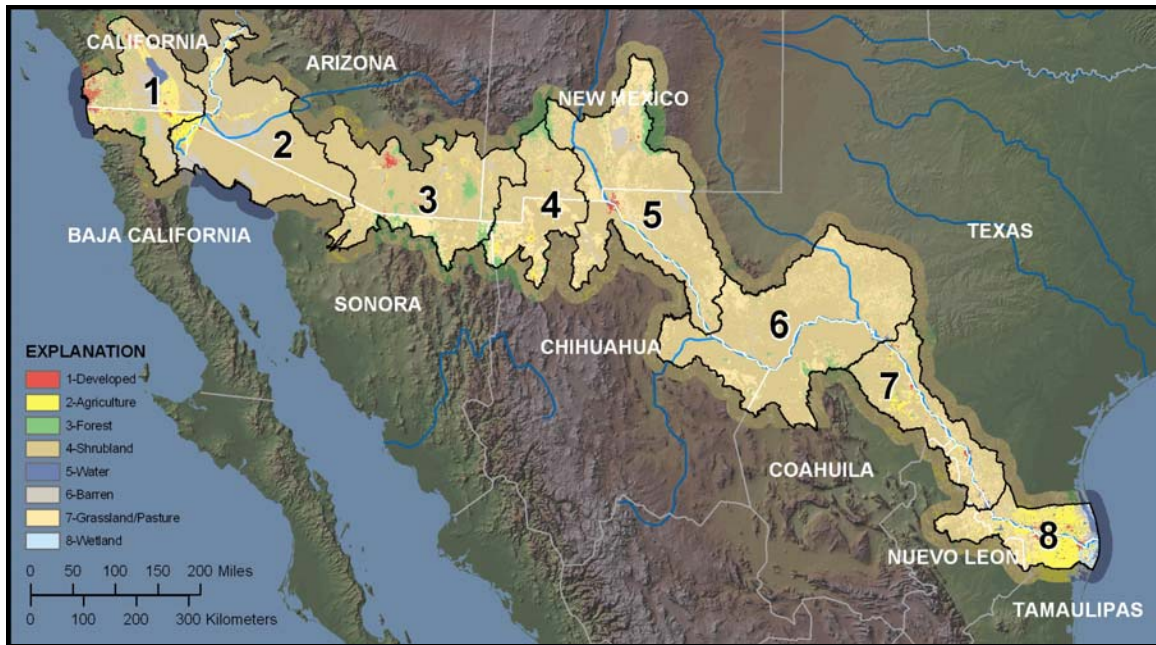 CALIFORNIA
ARIZONA
NEW MEXICO
TEXAS
BAJA CALIFORNIA
SONORA
CHIHUAHUA
COAHUILA
NUEVO LEON
TAMAULIPAS
1
2
3
4
5
6
7
8
EXPLANATION
1-Developed
2-Agriculture
3-Forest
4-Shrubland
5-Water
6-Barren
7-Grassland/Pasture
8-Wetland
0 50 100 150 200 Miles
0 100 200 300 Kilometers